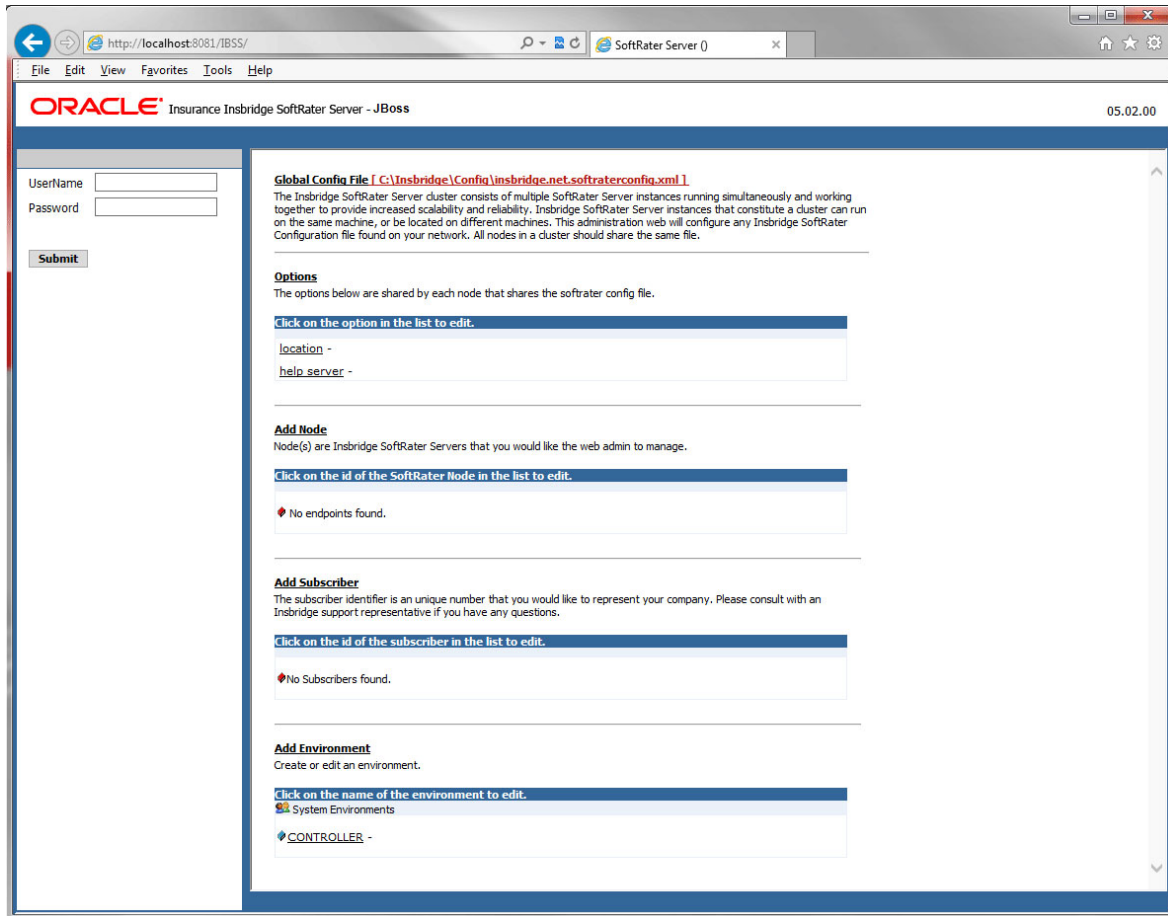 http://localhost:8081/IBSS/
SoftRater Server ()
File Edit View Favorites Tools Help
ORACLE Insurance Insbridge SoftRater Server - JBoss
05.02.00
UserName
Password
Submit
Global Config File [ C:\Insbridge\Config\insbridge.net.softraterconfig.xml ]
The Insbridge SoftRater Server cluster consists of multiple SoftRater Server instances running simultaneously and working
together to provide increased scalability and reliability. Insbridge SoftRater Server instances that constitute a cluster can run
on the same machine, or be located on different machines. This administration web will configure any Insbridge SoftRater
Configuration file found on your network. All nodes in a cluster should share the same file.
Options
The options below are shared by each node that shares the softrater config file.
Click on the option in the list to edit.
location -
help server -
Add Node
Node(s) are Insbridge SoftRater Servers that you would like the web admin to manage.
Click on the id of the SoftRater Node in the list to edit.
No endpoints found.
Add Subscriber
The subscriber identifier is an unique number that you would like to represent your company. Please consult with an
Insbridge support representative if you have any questions.
Click on the id of the subscriber in the list to edit.
No Subscribers found.
Add Environment
Create or edit an environment.
Click on the name of the environment to edit.
System Environments
CONTROLLER -